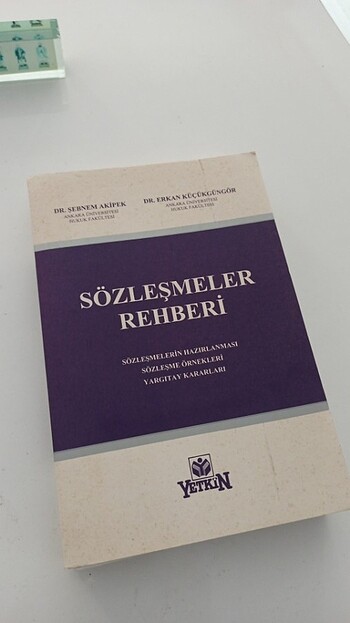 DR. ŞEBNEM AKİPEK
ANKARA ÜNİVERSİTESİ
HUKUK FAKÜLTESİ
DR. ERKAN KÜÇÜKGÜNGÖR
ANKARA ÜNİVERSİTESİ
HUKUK FAKÜLTESİ
SÖZLEŞMELER
REHBERİ
SÖZLEŞMELERİN HAZIRLANMASI
SÖZLEŞME ÖRNEKLERİ
YARGITAY KARARLARI
YETKİN